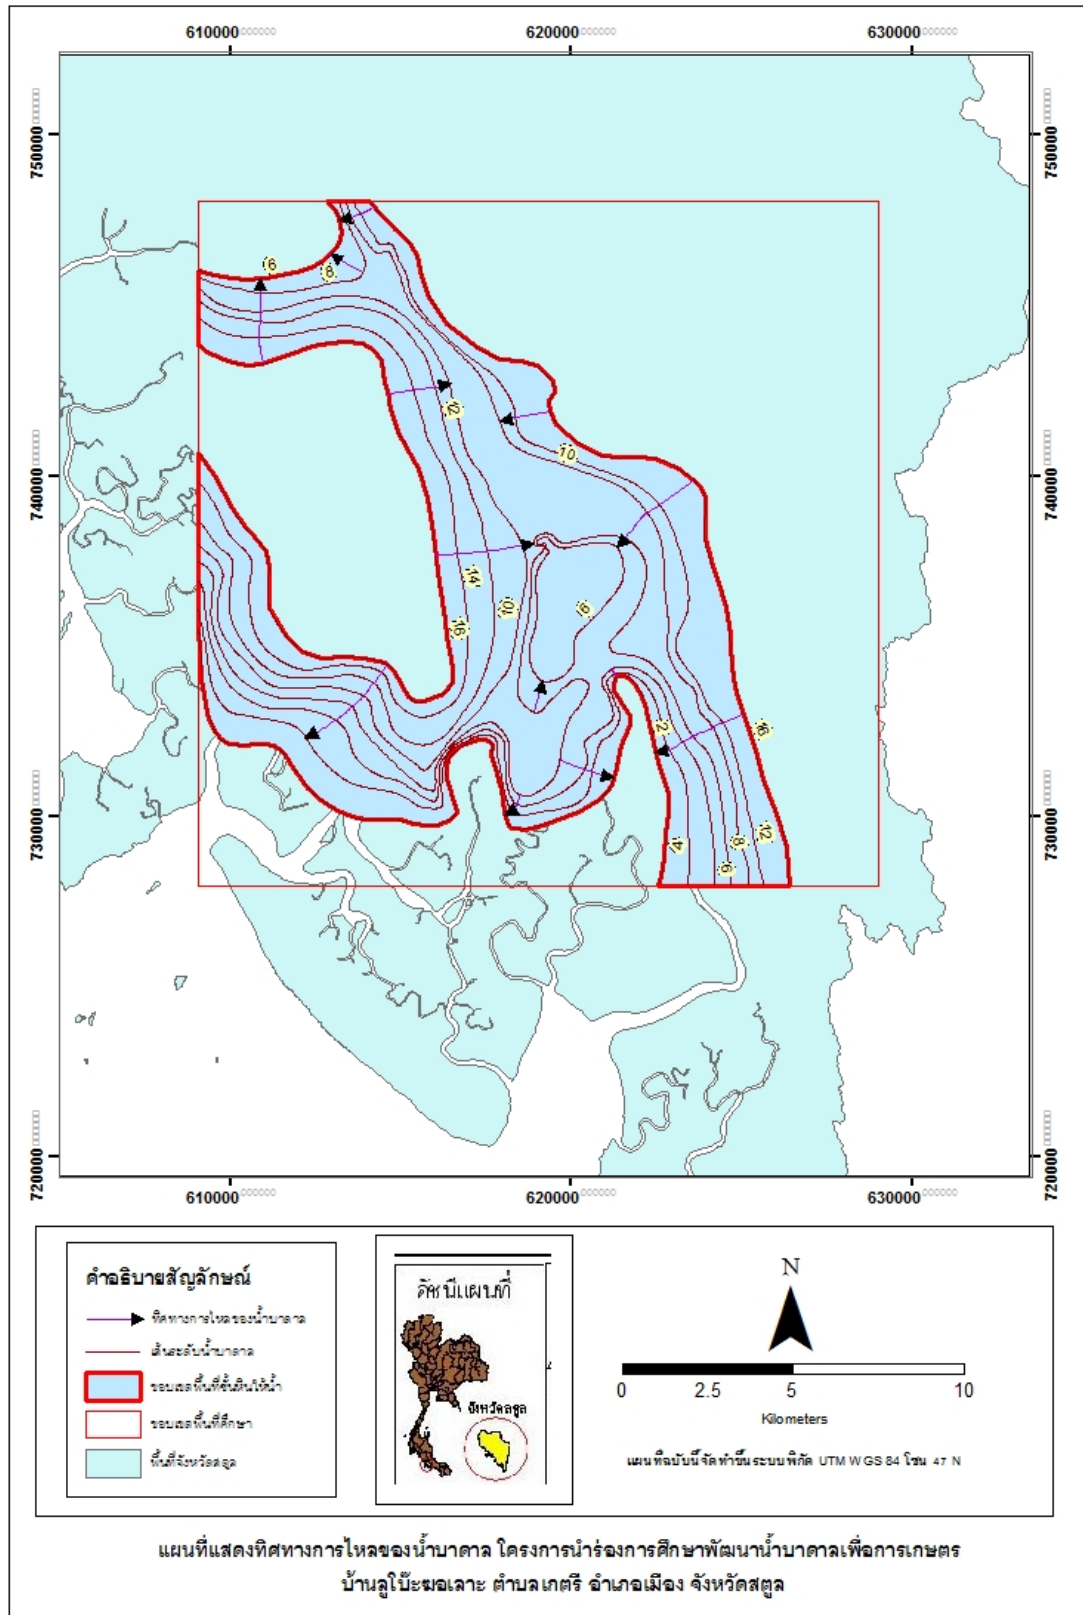 610000
620000
630000
750000
750000
6
8
12
10
740000
740000
14
10
6
16
2
16
730000
730000
4
8
12
6
720000
720000
610000
620000
630000
คำอธิบายสัญลักษณ์
ทิศทางการไหลของน้ำบาดาล
เส้นระดับน้ำบาดาล
ขอบเขตพื้นที่ชั้นหินให้น้ำ
ขอบเขตพื้นที่ศึกษา
พื้นที่จังหวัดสตูล
ดัชนีแผนที่
จังหวัดสตูล
N
0 2.5 5 10
Kilometers
แผนที่ฉบับนี้จัดทำขึ้นระบบพิกัด UTM WGS 84 โซน 47 N
แผนที่แสดงทิศทางการไหลของน้ำบาดาล โครงการนำร่องการศึกษาพัฒนาน้ำบาดาลเพื่อการเกษตร
บ้านลูโบ๊ะฆอเลาะ ตำบลเกตรี อำเภอเมือง จังหวัดสตูล